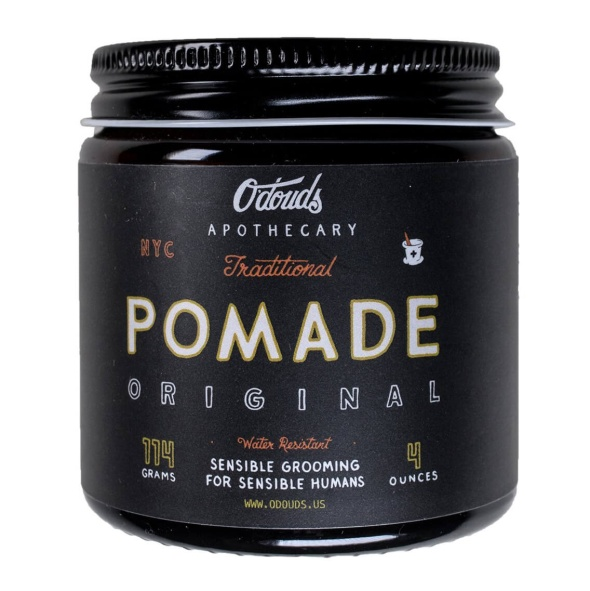 O'douds
APOTHECARY
NYC
Traditional
POMADE
ORIGINAL
114
GRAMS
Water Resistant
SENSIBLE GROOMING
FOR SENSIBLE HUMANS
WWW.ODOUDS.US
4
OUNCES